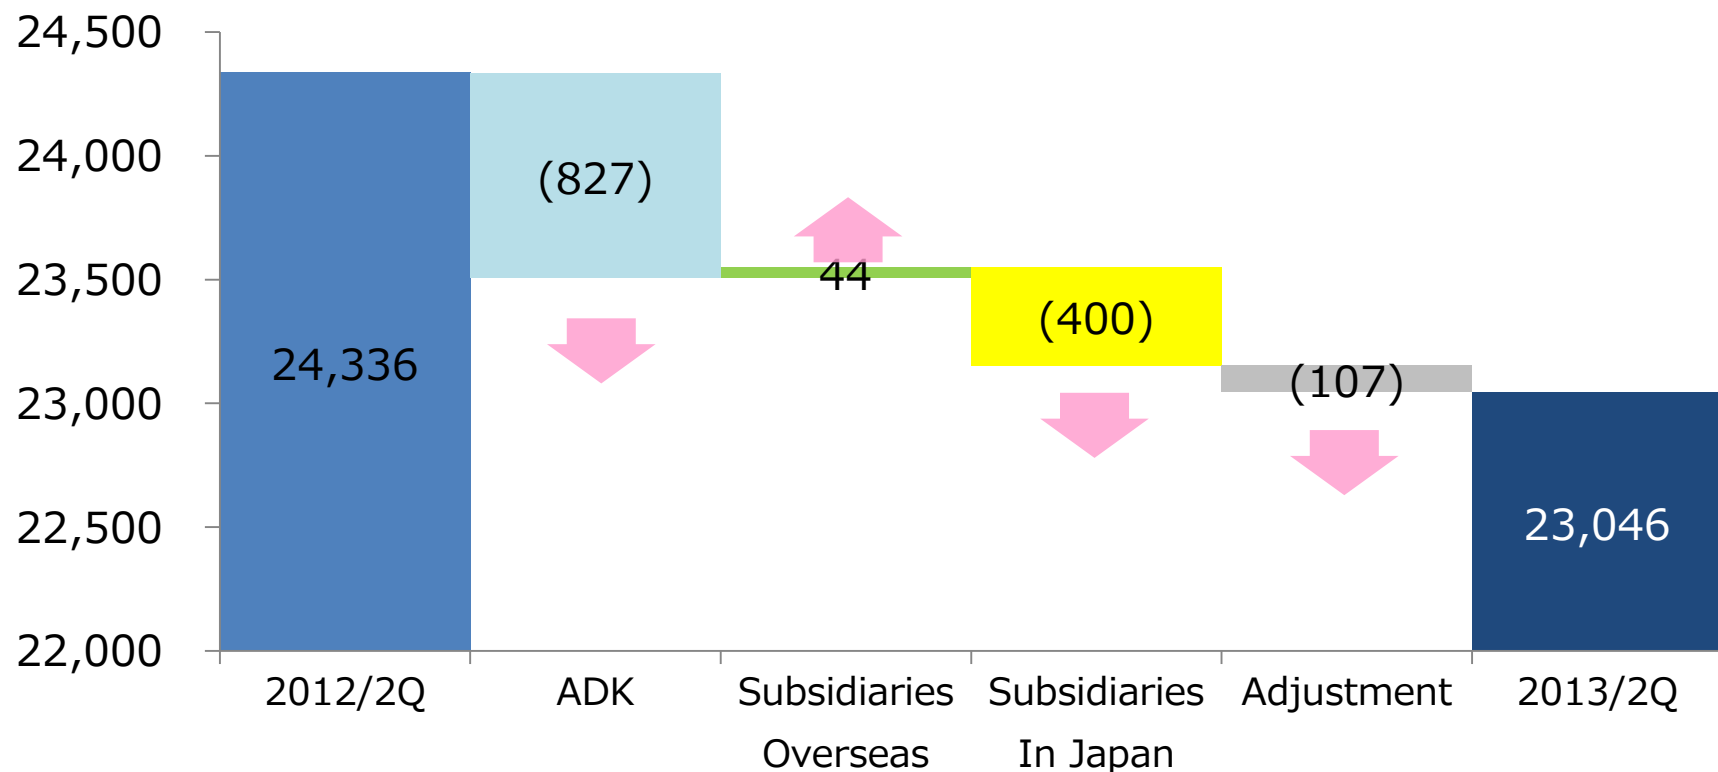 24,500
24,000
23,500
23,000
22,500
22,000
24,336
(827)
44
(400)
(107)
23,046
2012/2Q
ADK
Subsidiaries
Overseas
Subsidiaries
In Japan
Adjustment
2013/2Q